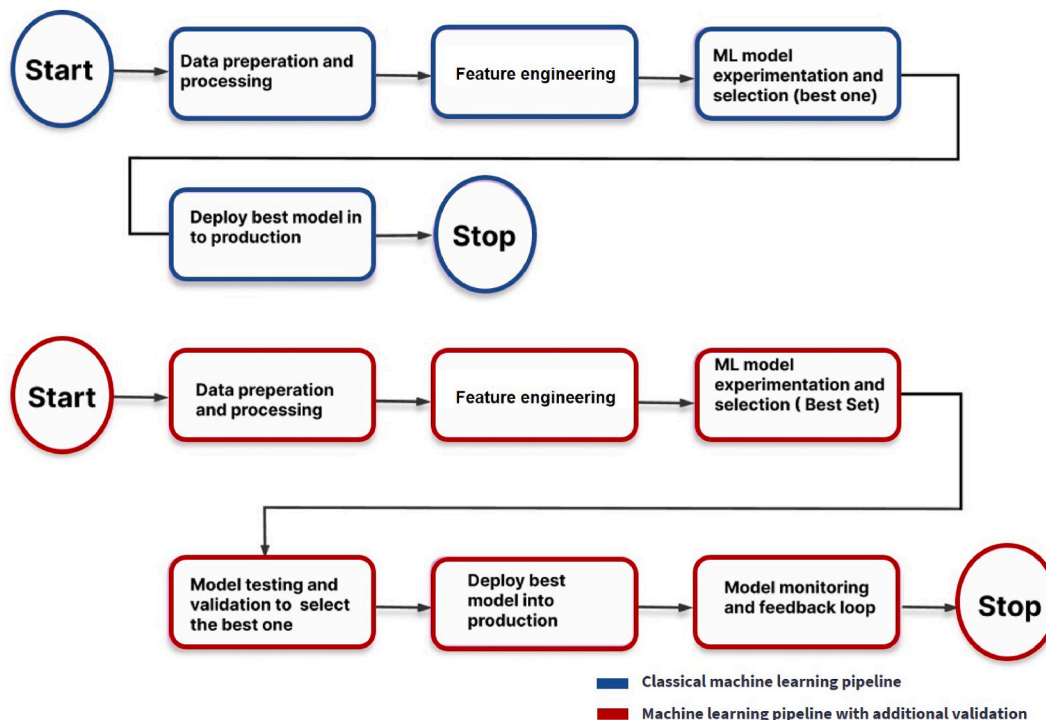 Start
Data preperation and
processing
Feature engineering
ML model
experimentation and
selection (best one)
Deploy best model in
to production
Stop
Start
Data preperation
and processing
Feature engineering
ML model
experimentation and
selection ( Best Set)
Model testing and
validation to select
the best one
Deploy best
model into
production
Model monitoring
and feedback loop
Stop
Classical machine learning pipeline
Machine learning pipeline with additional validation